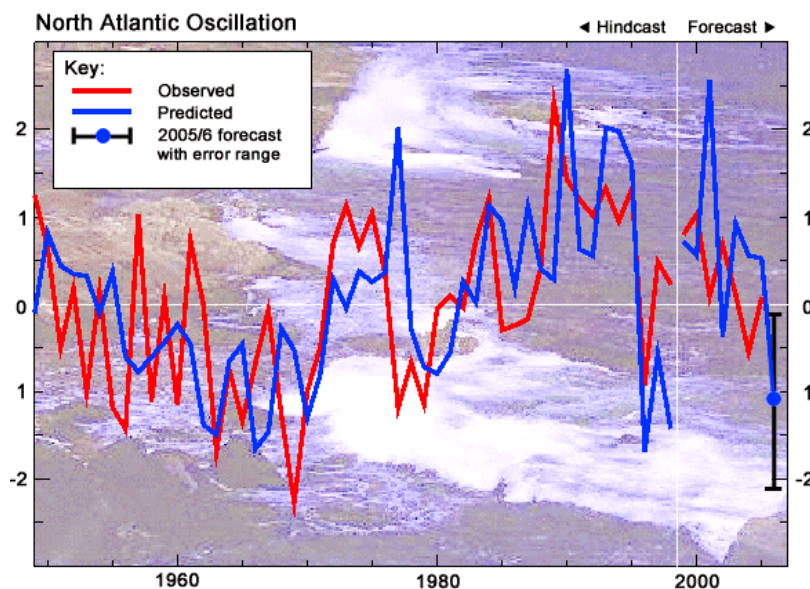 North Atlantic Oscillation
◄ Hindcast Forecast ►
Key:
Observed
Predicted
2005/6 forecast
with error range
2 2
1 1
0 0
1 1
-2 -2
1960 1980 2000